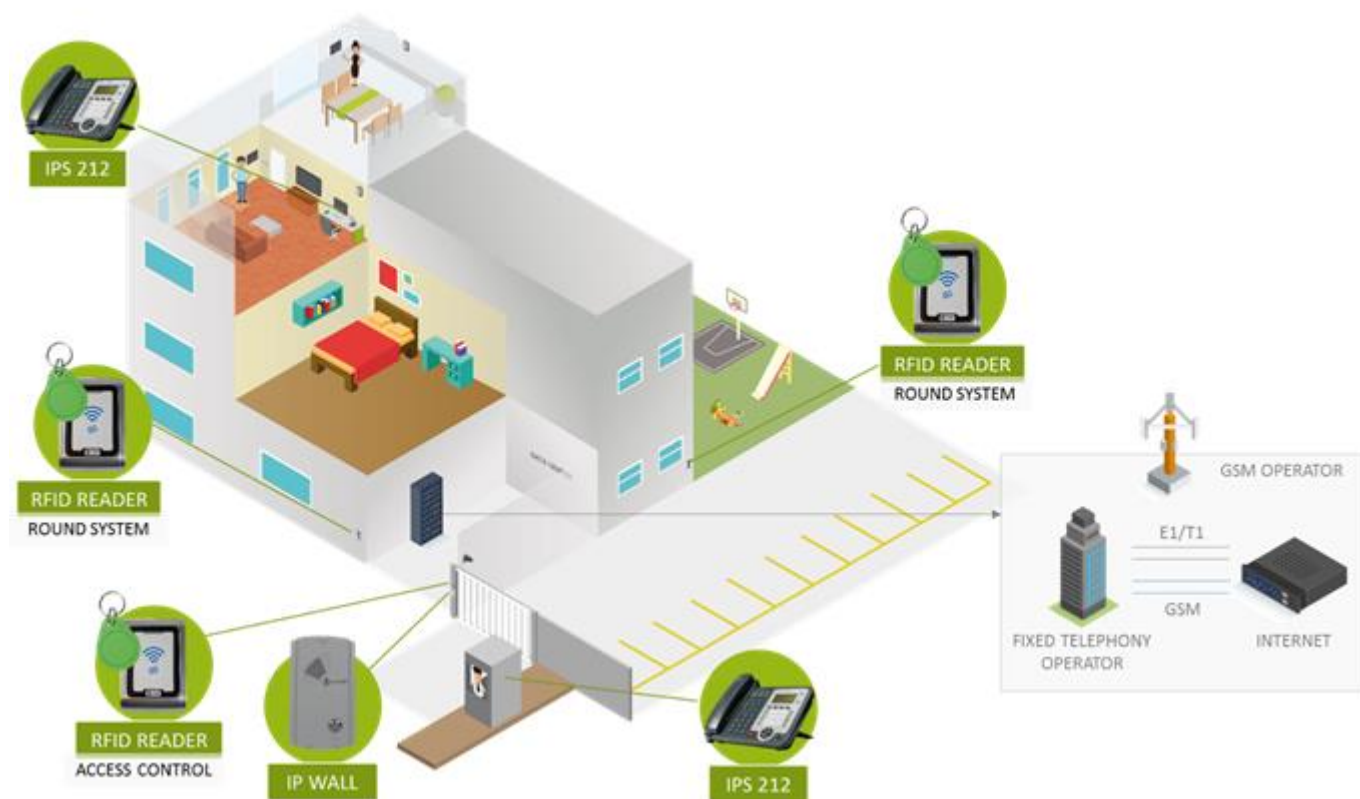 IPS 212
RFID READER
ROUND SYSTEM
RFID READER
ROUND SYSTEM
GSM OPERATOR
E1/T1
GSM
FIXED TELEPHONY
OPERATOR
INTERNET
RFID READER
ACCESS CONTROL
IP WALL
IPS 212